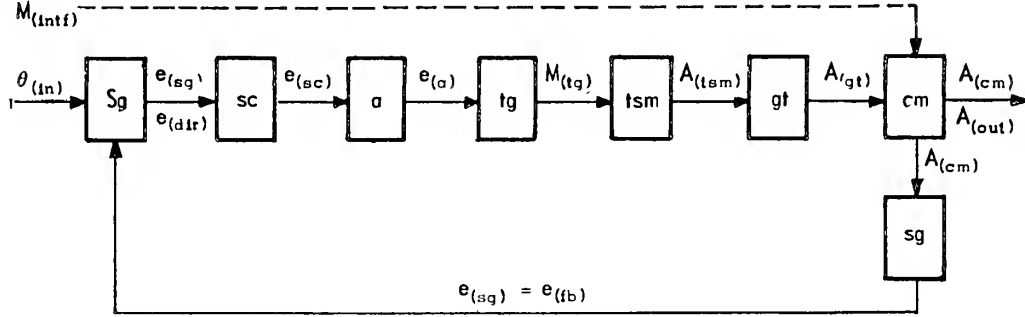 M(intf)
θ(in)
Sg
e(sg)
e(dir)
sc
e(sc)
a
e(a)
tg
M(tg)
tsm
A(tsm)
gt
A(gt)
cm
A(cm)
A(out)
A(cm)
sg
e(sg) = e(fb)